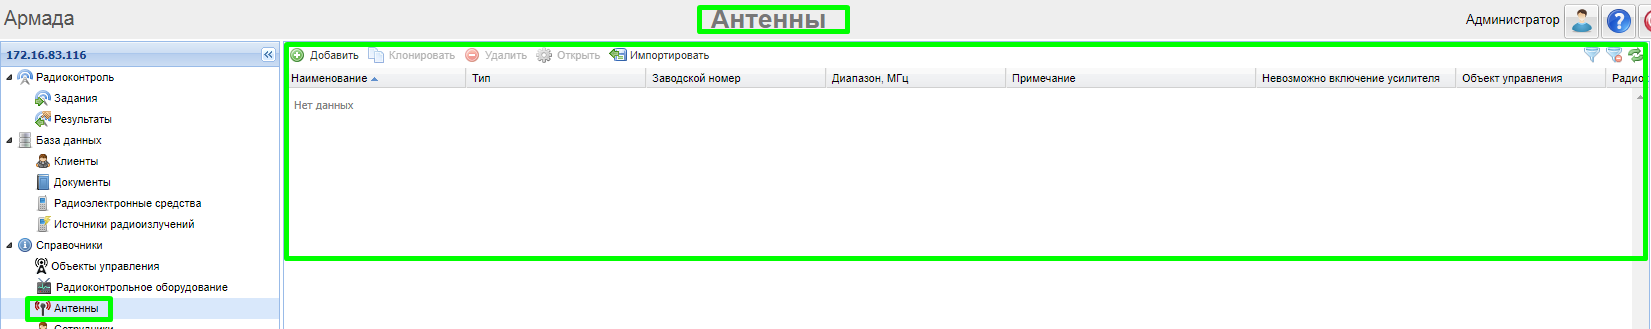 Армада
Антенны
Администратор
172.16.83.116
Добавить Клонировать Удалить Открыть Импортировать
Наименование Тип Заводской номер Диапазон, МГц Примечание Невозможно включение усилителя Объект управления Радио
Нет данных
Радиоконтроль
Задания
Результаты
База данных
Клиенты
Документы
Радиоэлектронные средства
Источники радиоизлучений
Справочники
Объекты управления
Радиоконтрольное оборудование
Антенны
Сотрудники